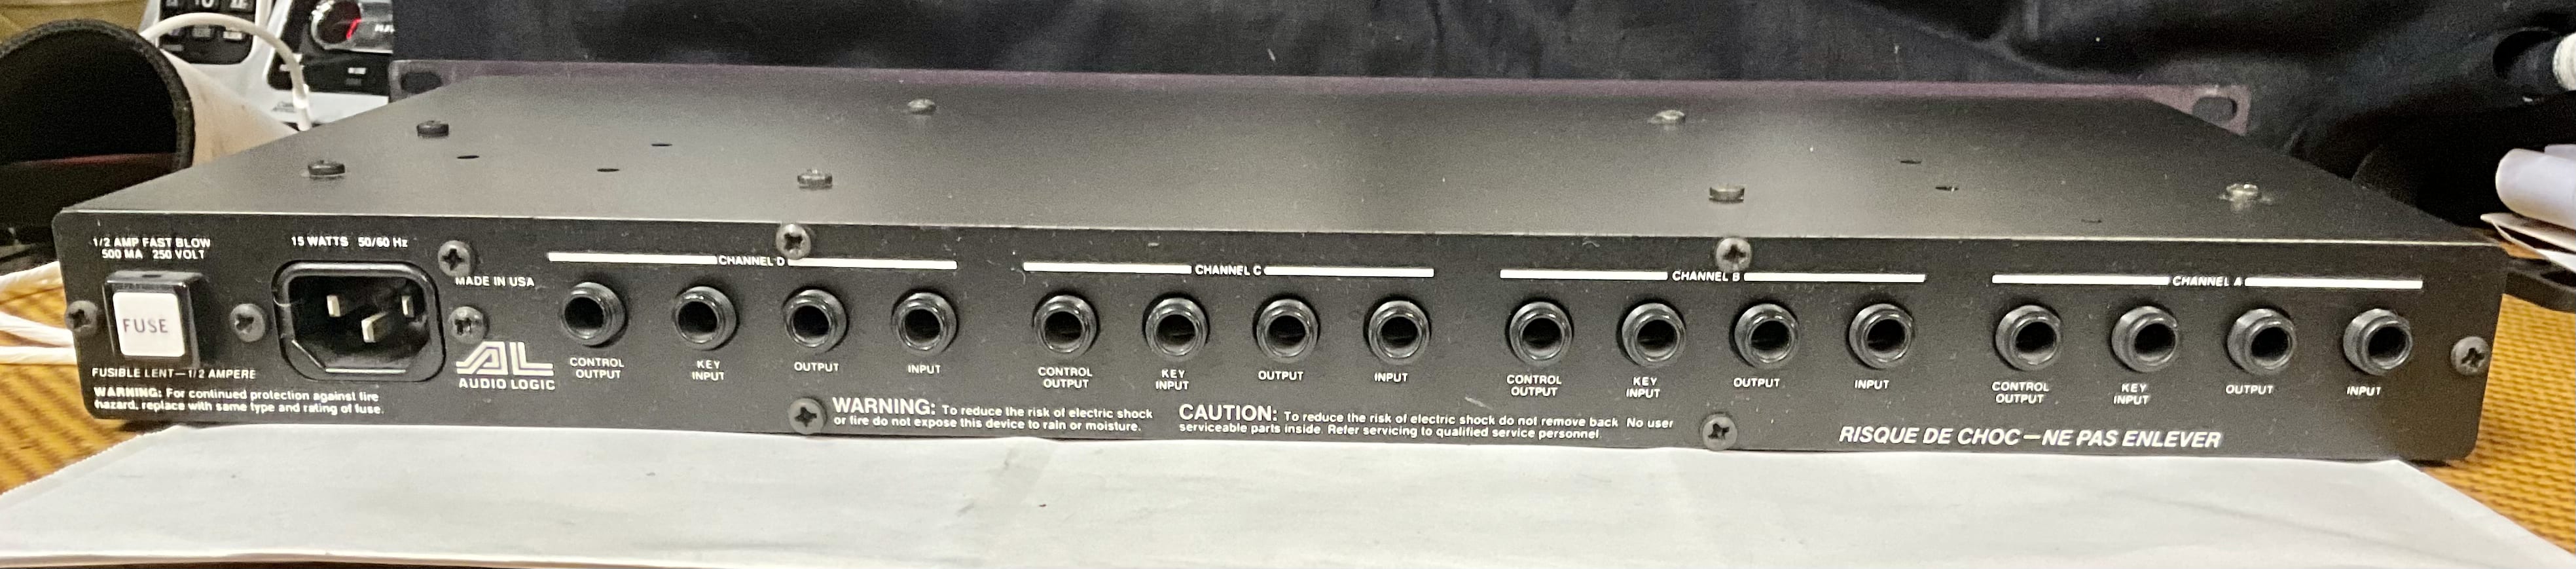 1/2 AMP FAST BLOW
500 MA 250 VOLT
FUSE
FUSIBLE LENT—1/2 AMPERE
WARNING: For continued protection against fire
hazard, replace with same type and rating of fuse.
15 WATTS 50/60 Hz
MADE IN USA
AL
AUDIO LOGIC
CHANNEL D
CONTROL
OUTPUT
KEY
INPUT
OUTPUT
INPUT
CHANNEL C
CONTROL
OUTPUT
KEY
INPUT
OUTPUT
INPUT
CHANNEL B
CONTROL
OUTPUT
KEY
INPUT
OUTPUT
INPUT
CHANNEL A
CONTROL
OUTPUT
KEY
INPUT
OUTPUT
INPUT
WARNING: To reduce the risk of electric shock
or fire do not expose this device to rain or moisture.
CAUTION: To reduce the risk of electric shock do not remove back No user
serviceable parts inside. Refer servicing to qualified service personnel
RISQUE DE CHOC—NE PAS ENLEVER